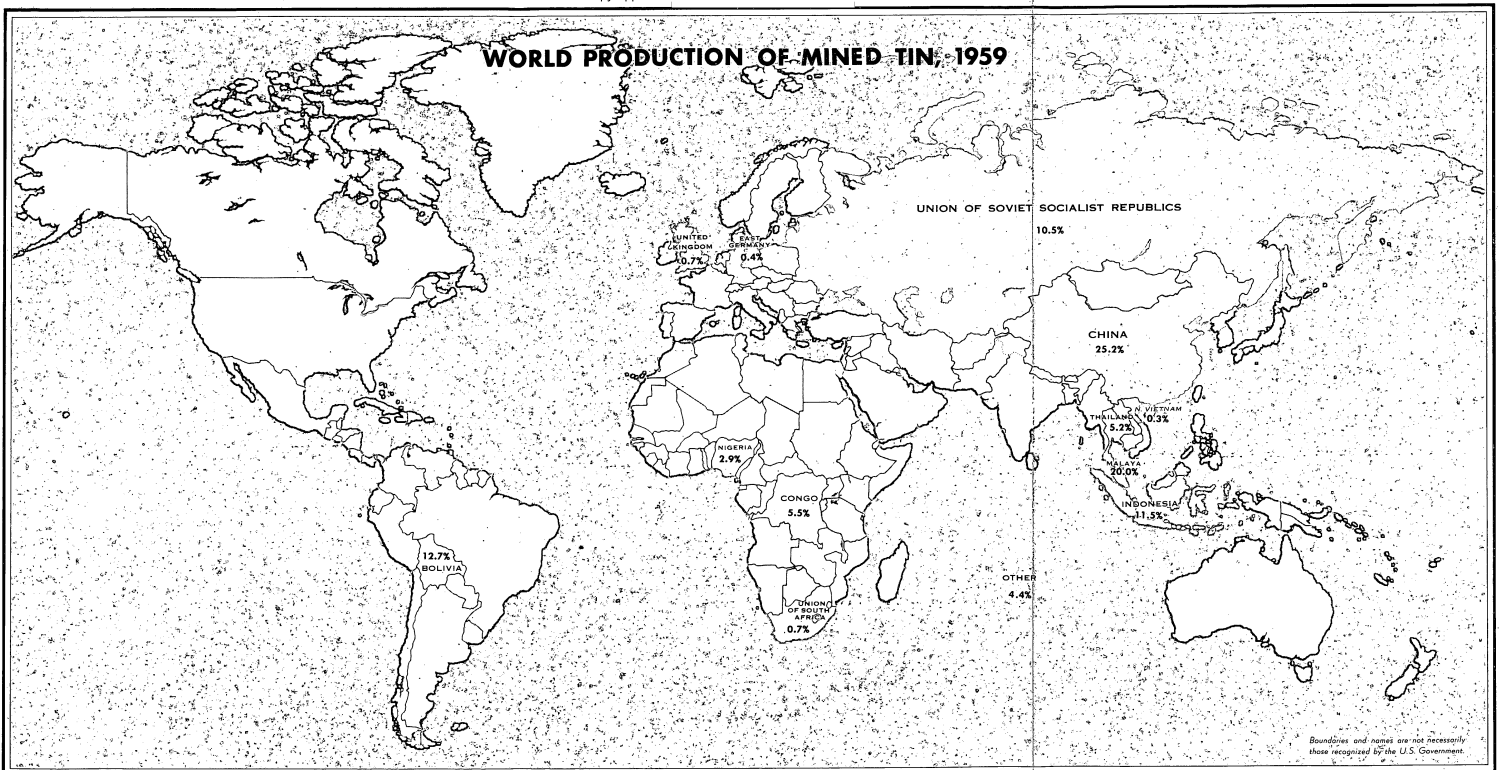 WORLD PRODUCTION OF MINED TIN, 1959
UNION OF SOVIET SOCIALIST REPUBLICS
10.5%
UNITED
KINGDOM
0.7%
EAST
GERMANY
0.4%
CHINA
25.2%
N. VIETNAM
0.3%
THAILAND
5.2%
NIGERIA
2.9%
MALAYA
20.0%
CONGO
5.5%
INDONESIA
11.5%
12.7%
BOLIVIA
OTHER
4.4%
UNION
OF SOUTH
AFRICA
0.7%
Boundaries and names are not necessarily
those recognized by the U.S. Government.